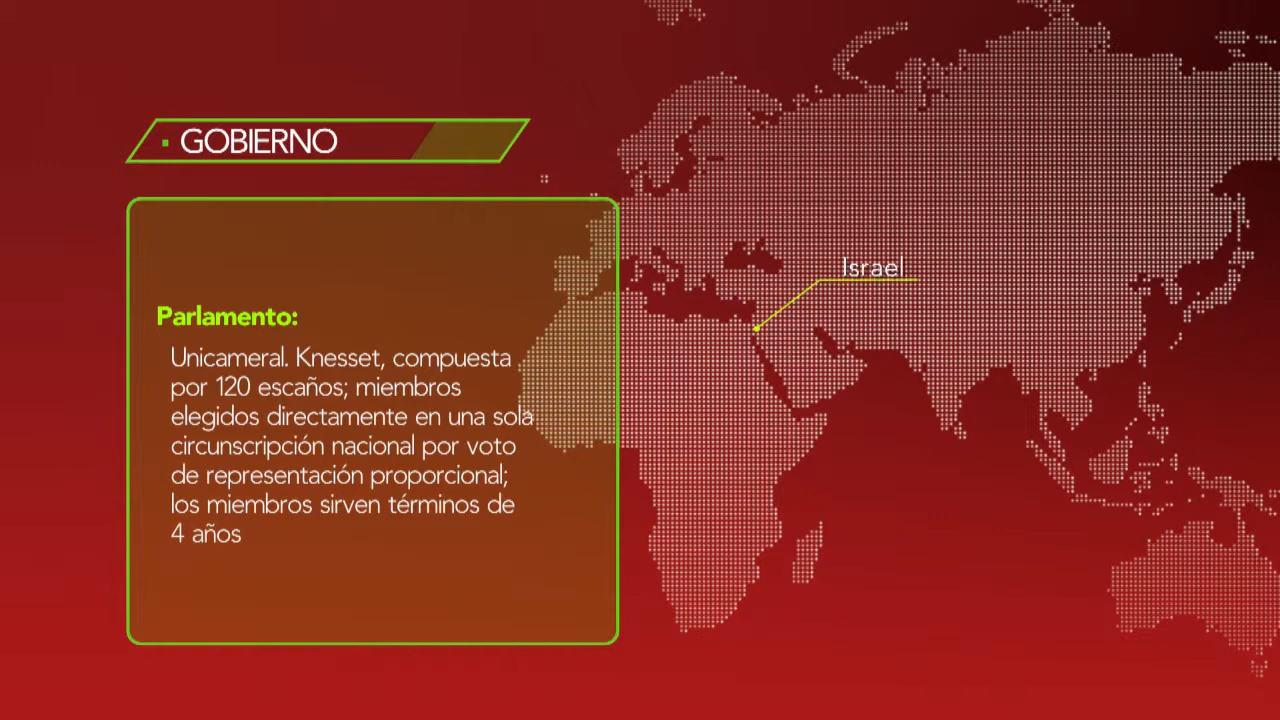 GOBIERNO
Israel
Parlamento:
Unicameral. Knesset, compuesta
por 120 escaños; miembros
elegidos directamente en una sola
circunscripción nacional por voto
de representación proporcional;
los miembros sirven términos de
4 años